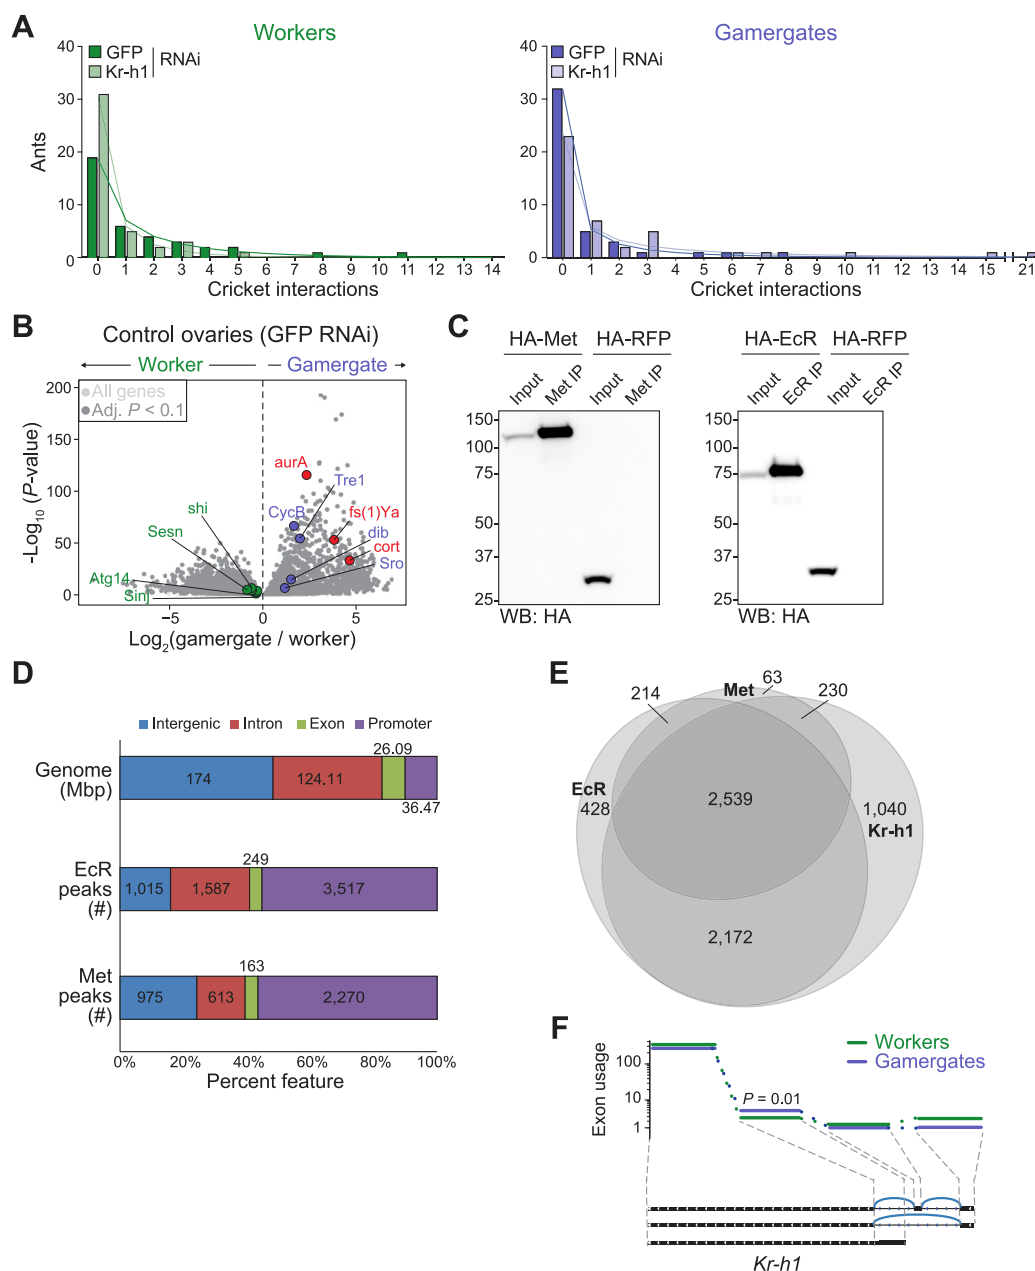 A
Workers
Gamergates
40
30
20
10
0
Ants
GFP
Kr-h1
RNAi
0 1 2 3 4 5 8 10 11 14
Cricket interactions
40
30
20
10
0
GFP
Kr-h1
RNAi
0 1 2 3 4 5 6 7 8 10 11 15 21
Cricket interactions
B
Control ovaries (GFP RNAi)
Worker
Gamergate
All genes
Adj. P < 0.1
200
150
100
50
0
-Log10 (P-value)
aurA
Tre1
CycB
fs(1)Ya
dib
cort
Sro
shi
Sesn
Atg14
Sinj
−5 0 5
Log2(gamergate / worker)
C
HA-Met HA-RFP
Input Met IP Input Met IP
150
100
75
50
37
25
WB: HA
HA-EcR HA-RFP
Input EcR IP Input EcR IP
150
100
75
50
37
25
WB: HA
D
Intergenic Intron Exon Promoter
Genome (Mbp)
174 124.11 26.09 36.47
EcR peaks (#)
1,015 1,587 249 3,517
Met peaks (#)
975 613 163 2,270
0% 20% 40% 60% 80% 100%
Percent feature
E
214
Met
63
230
EcR
428
2,539
1,040
Kr-h1
2,172
F
Workers
Gamergates
Exon usage
100
10
1
P = 0.01
Kr-h1